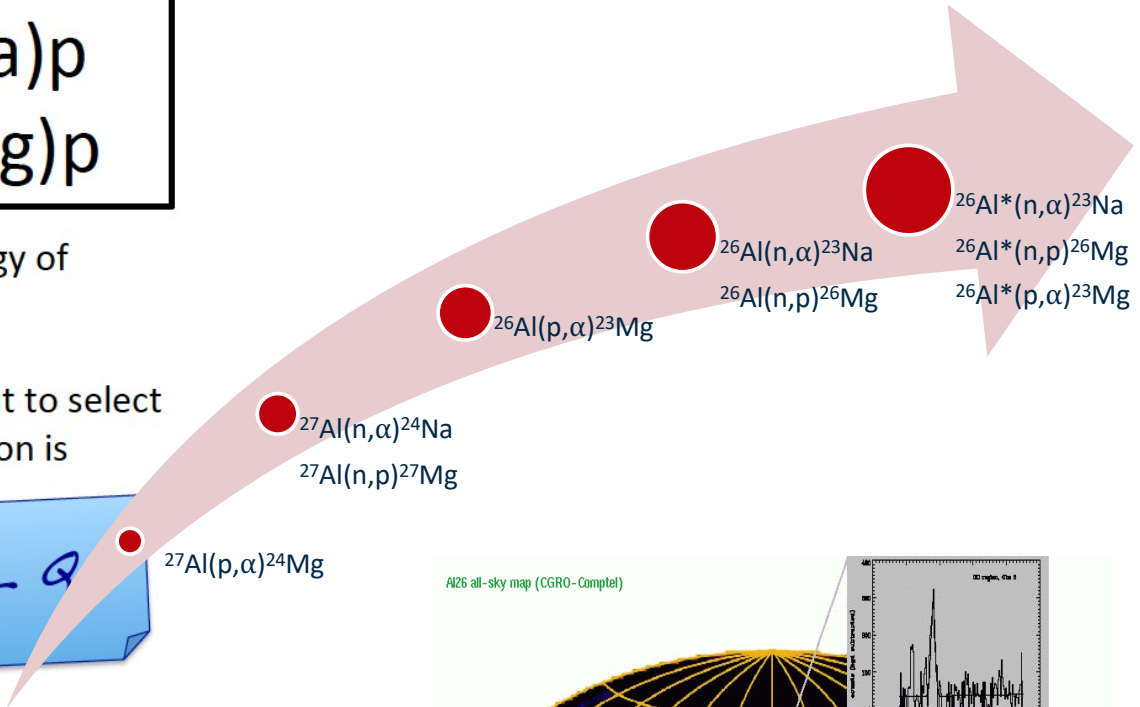 a)p
g)p
gy of
t to select
on is
- Q
²⁷Al(p,α)²⁴Mg
²⁷Al(n,α)²⁴Na
²⁷Al(n,p)²⁷Mg
²⁶Al(p,α)²³Mg
²⁶Al(n,α)²³Na
²⁶Al(n,p)²⁶Mg
²⁶Al*(n,α)²³Na
²⁶Al*(n,p)²⁶Mg
²⁶Al*(p,α)²³Mg
Al26 all-sky map (CGRO-Comptel)